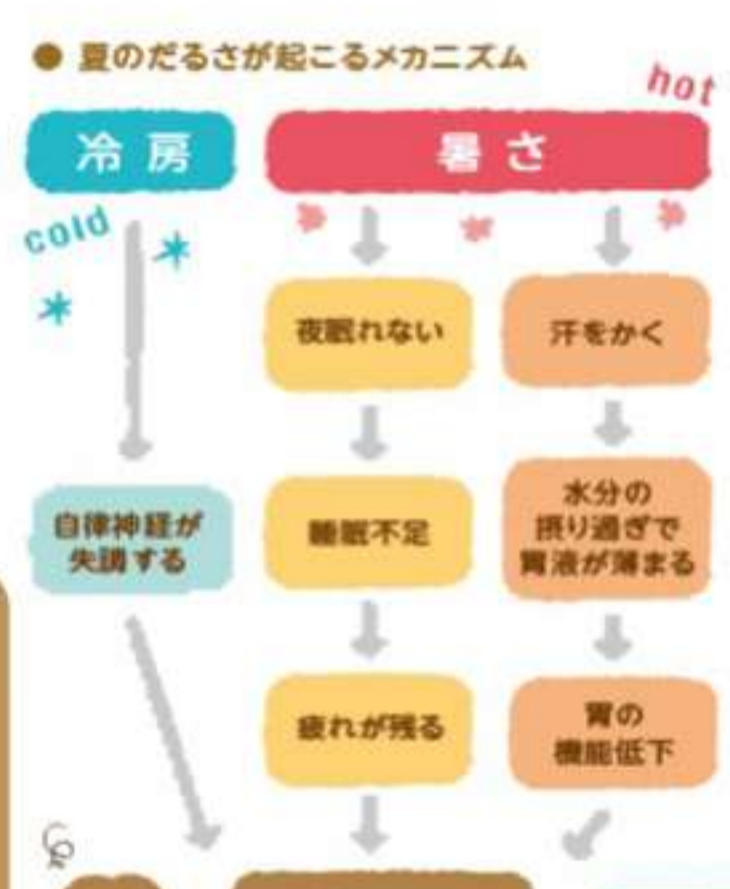 ● 夏のだるさが起こるメカニズム
hot
冷房
暑さ
cold
夜眠れない
汗をかく
自律神経が
失調する
睡眠不足
水分の
摂り過ぎで
胃液が薄まる
疲れが残る
胃の
機能低下